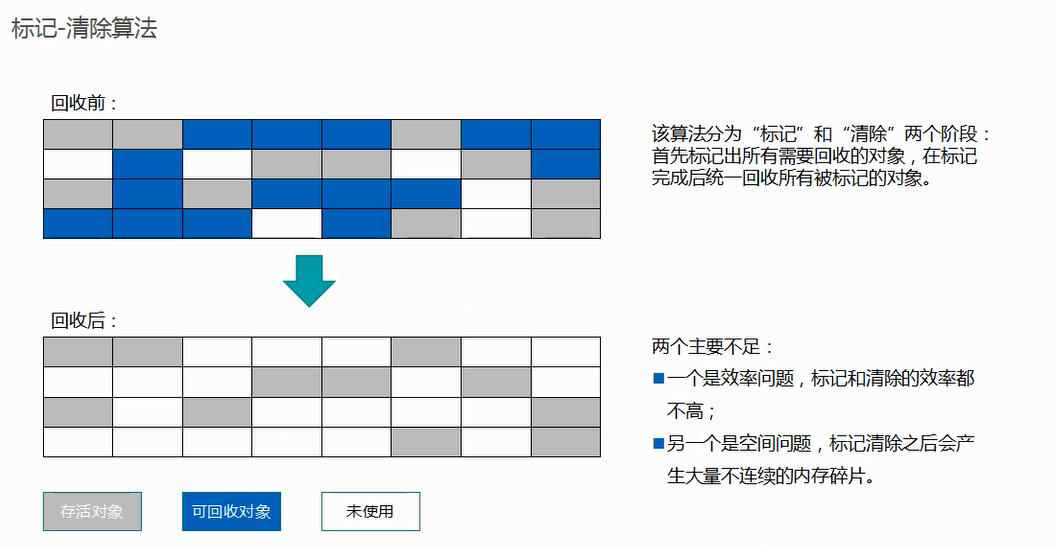 标记-清除算法
回收前：
该算法分为“标记”和“清除”两个阶段：
首先标记出所有需要回收的对象，在标记
完成后统一回收所有被标记的对象。
回收后：
两个主要不足：
一个是效率问题，标记和清除的效率都
不高；
另一个是空间问题，标记清除之后会产
生大量不连续的内存碎片。
存活对象
可回收对象
未使用